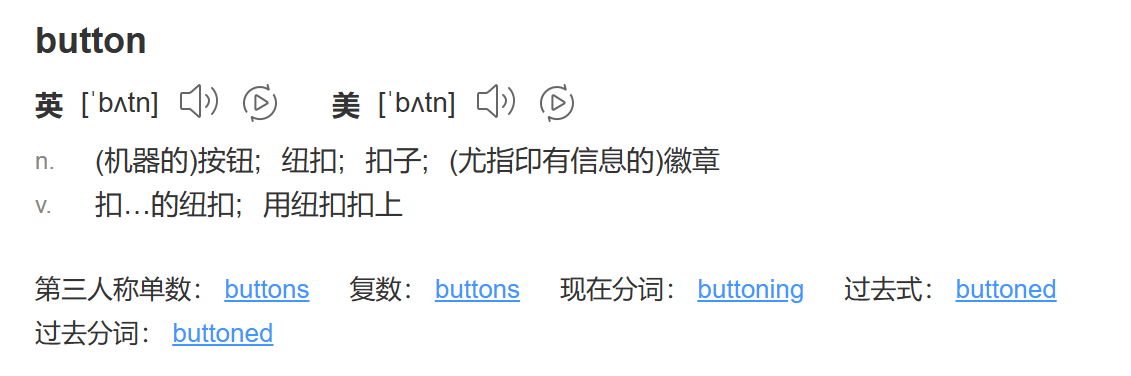 button
英 [ˈbʌtn] 美 [ˈbʌtn]
n. (机器的)按钮；纽扣；扣子；(尤指印有信息的)徽章
v. 扣…的纽扣；用纽扣扣上
第三人称单数： buttons 复数： buttons 现在分词： buttoning 过去式： buttoned
过去分词： buttoned